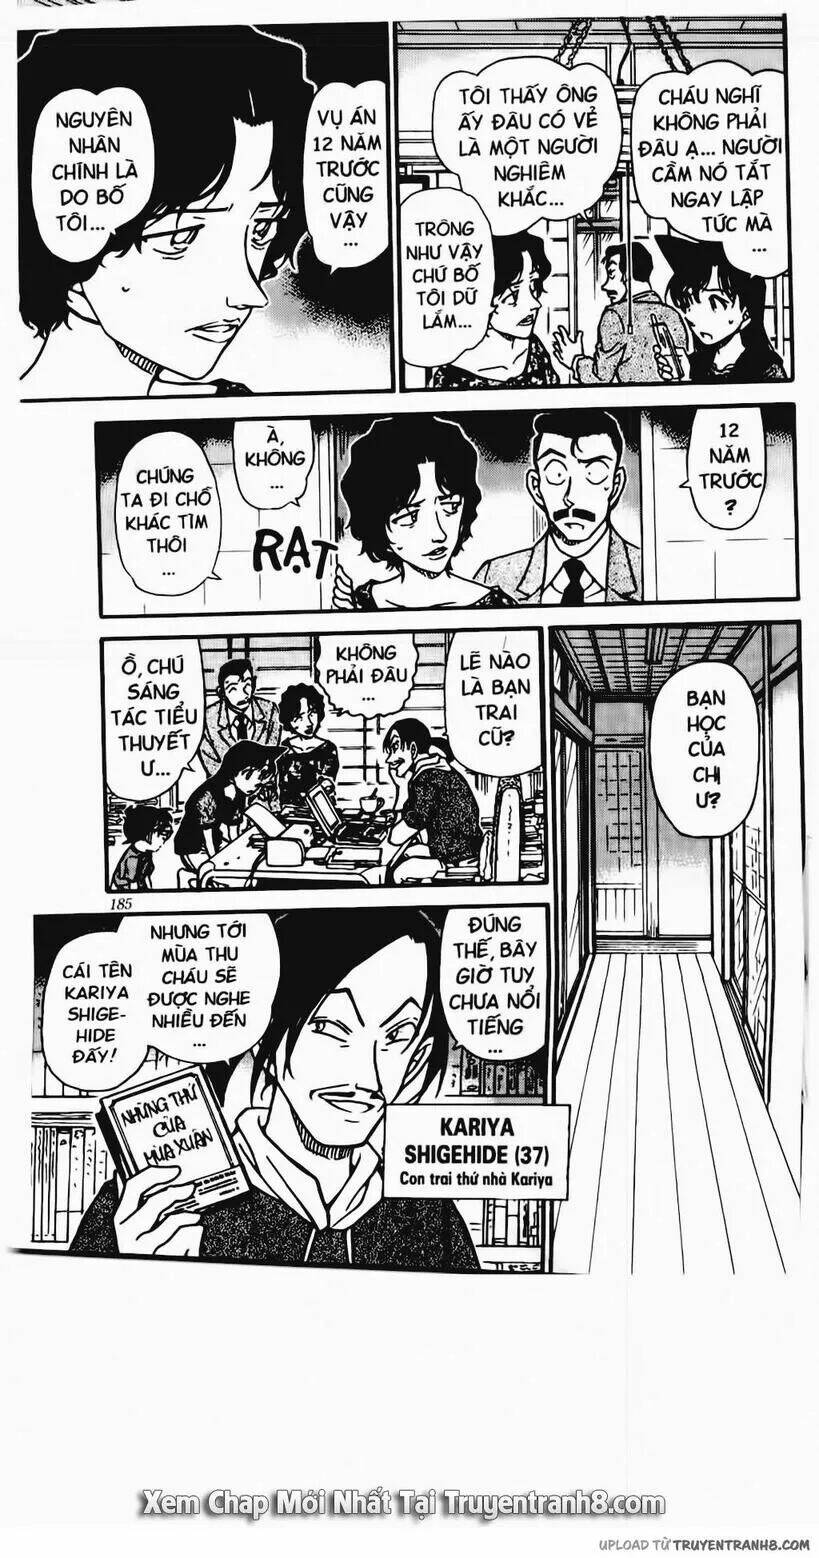 CHÁU NGHĨ
KHÔNG PHẢI
ĐÂU Ạ... NGƯỜI
CẦM NÓ TẮT
NGAY LẬP
TỨC MÀ
...
TÔI THẤY ÔNG
ẤY ĐÂU CÓ VẺ
LÀ MỘT NGƯỜI
NGHIÊM
KHẮC...
TRÔNG
NHƯ VẬY
CHỨ BỐ
TÔI DỮ
LẮM...
VỤ ÁN
12 NĂM
TRƯỚC
CŨNG
VẬY
...
NGUYÊN
NHÂN
CHÍNH LÀ
DO BỐ
TÔI...
12
NĂM
TRƯỚC
?
À,
KHÔNG
...
CHÚNG
TA ĐI CHỖ
KHÁC TÌM
THÔI
...
RẠT
BẠN
HỌC
CỦA
CHỊ
Ư?
LẼ NÀO
LÀ BẠN
TRAI
CŨ?
KHÔNG
PHẢI ĐÂU
...
Ồ, CHÚ
SÁNG
TÁC TIỂU
THUYẾT
Ư...
185
ĐÚNG
THẾ, BÂY
GIỜ TUY
CHƯA NỔI
TIẾNG
...
NHƯNG TỚI
MÙA THU
CHÁU SẼ
ĐƯỢC NGHE
NHIỀU ĐẾN
...
CÁI TÊN
KARIYA
SHIGE-
HIDE
ĐẤY!
NHỮNG THỨ
CỦA
MÙA XUÂN
KARIYA
SHIGEHIDE (37)
Con trai thứ nhà Kariya
Xem Chap Mới Nhất Tại Truyentranh8.com
UPLOAD TỪ TRUYENTRANH8.COM